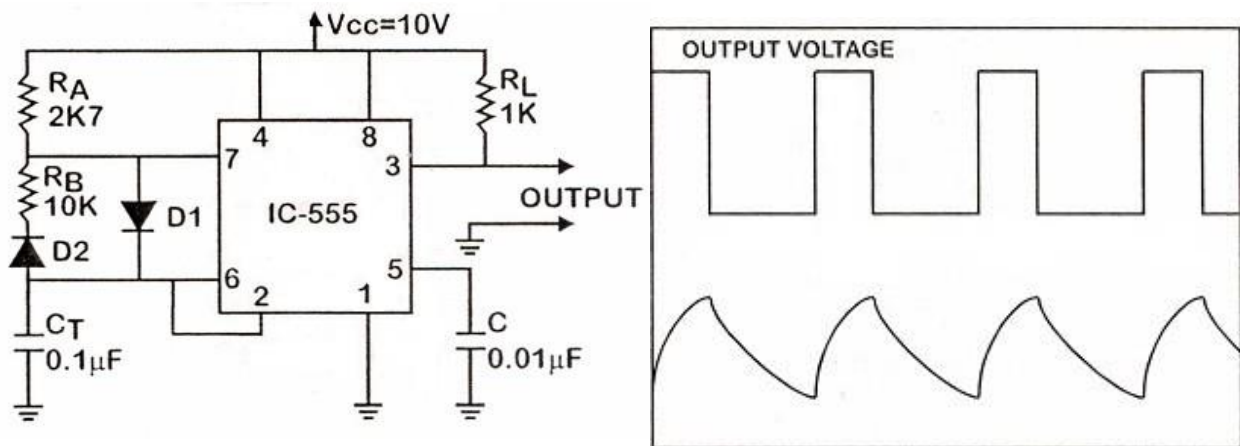 Vcc=10V
RA
2K7
RL
1K
4
8
7
3
RB
10K
D1
IC-555
OUTPUT
D2
6
5
2
1
CT
0.1μF
C
0.01μF
OUTPUT VOLTAGE